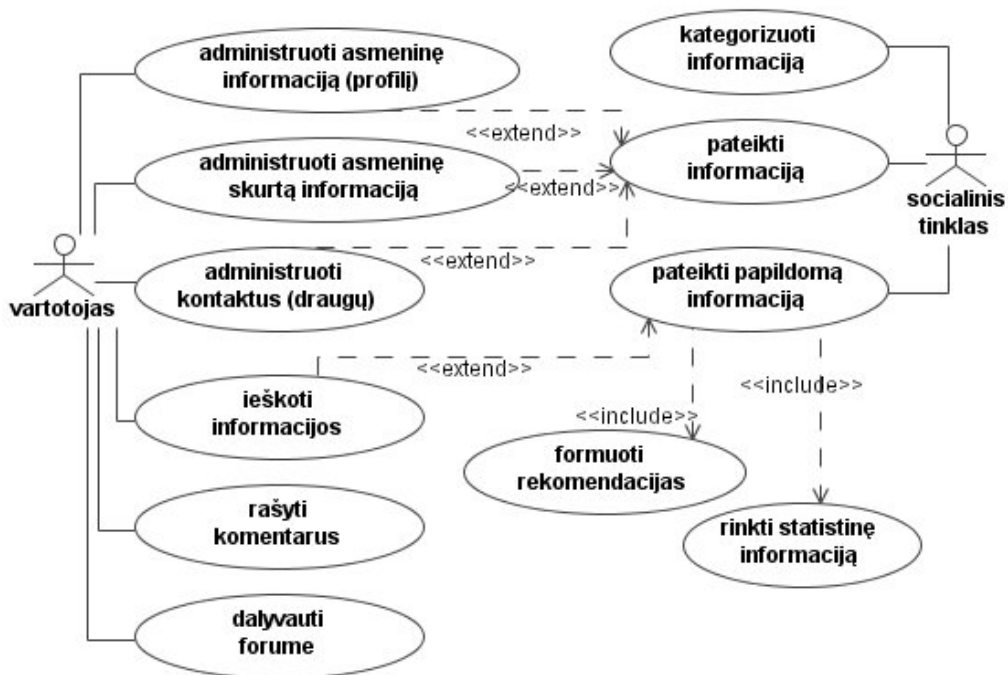 administruoti asmeninę
informaciją (profilį)
kategorizuoti
informaciją
<<extend>>
pateikti
informaciją
administruoti asmeninę
skurtą informaciją
<<extend>>
socialinis
tinklas
administruoti
kontaktus (draugų)
<<extend>>
pateikti papildomą
informaciją
vartotojas
<<extend>>
<<include>>
ieškoti
informacijos
<<include>>
formuoti
rekomendacijas
rašyti
komentarus
rinkti statistinę
informaciją
dalyvauti
forume